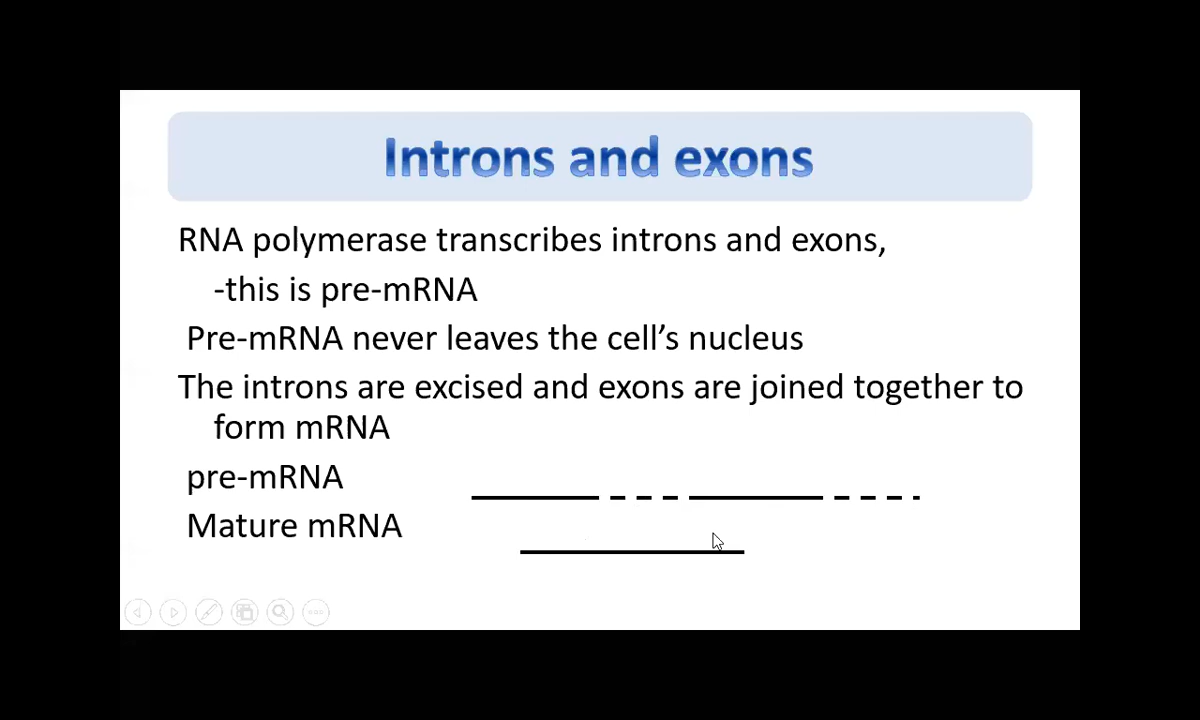 Introns and exons
RNA polymerase transcribes introns and exons,
-this is pre-mRNA
Pre-mRNA never leaves the cell’s nucleus
The introns are excised and exons are joined together to
form mRNA
pre-mRNA
Mature mRNA